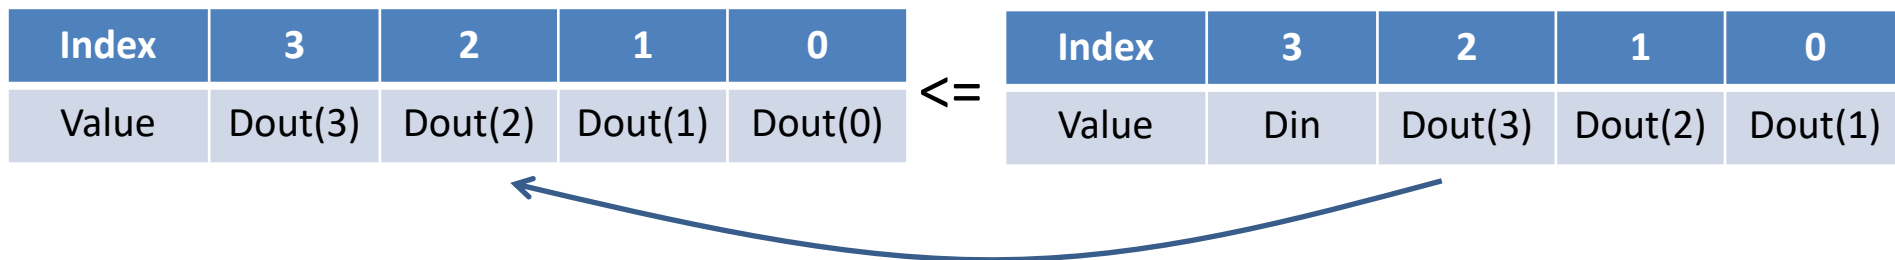 Index 3 2 1 0
Value Dout(3) Dout(2) Dout(1) Dout(0)
<=
Index 3 2 1 0
Value Din Dout(3) Dout(2) Dout(1)